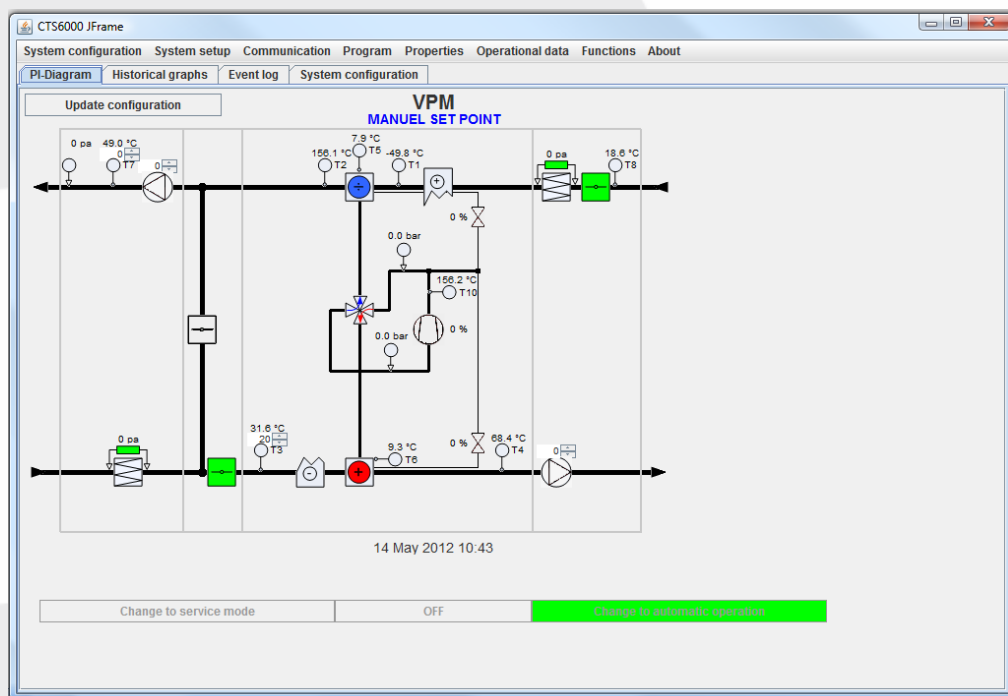 CTS6000 JFrame
System configuration System setup Communication Program Properties Operational data Functions About
PI-Diagram Historical graphs Event log System configuration
Update configuration
VPM
MANUEL SET POINT
0 pa 49.0 °C
0
T7
0
156.1 °C
T2
7.9 °C
T5
-49.8 °C
T1
0 pa
18.6 °C
T8
0 %
0.0 bar
156.2 °C
T10
0 %
0.0 bar
0 pa
31.6 °C
20
T3
9.3 °C
T6
0 %
68.4 °C
T4
0
14 May 2012 10:43
Change to service mode
OFF
Change to automatic operation